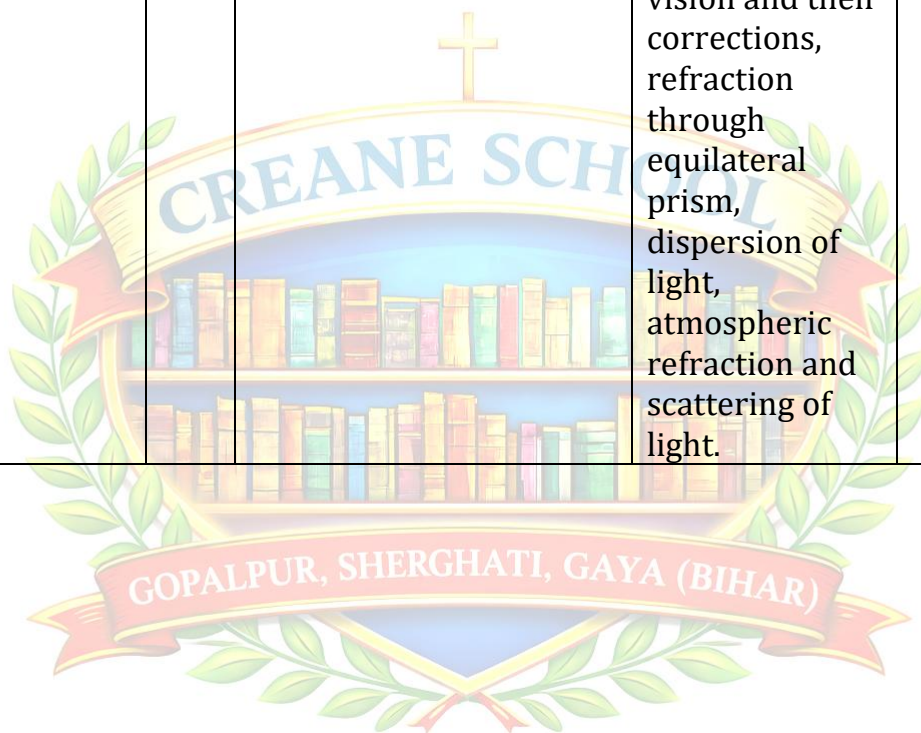 vision and their
corrections,
refraction
through
equilateral
prism,
dispersion of
light,
atmospheric
refraction and
scattering of
light.
CREANE SCHOOL
GOPALPUR, SHERGHATI, GAYA (BIHAR)